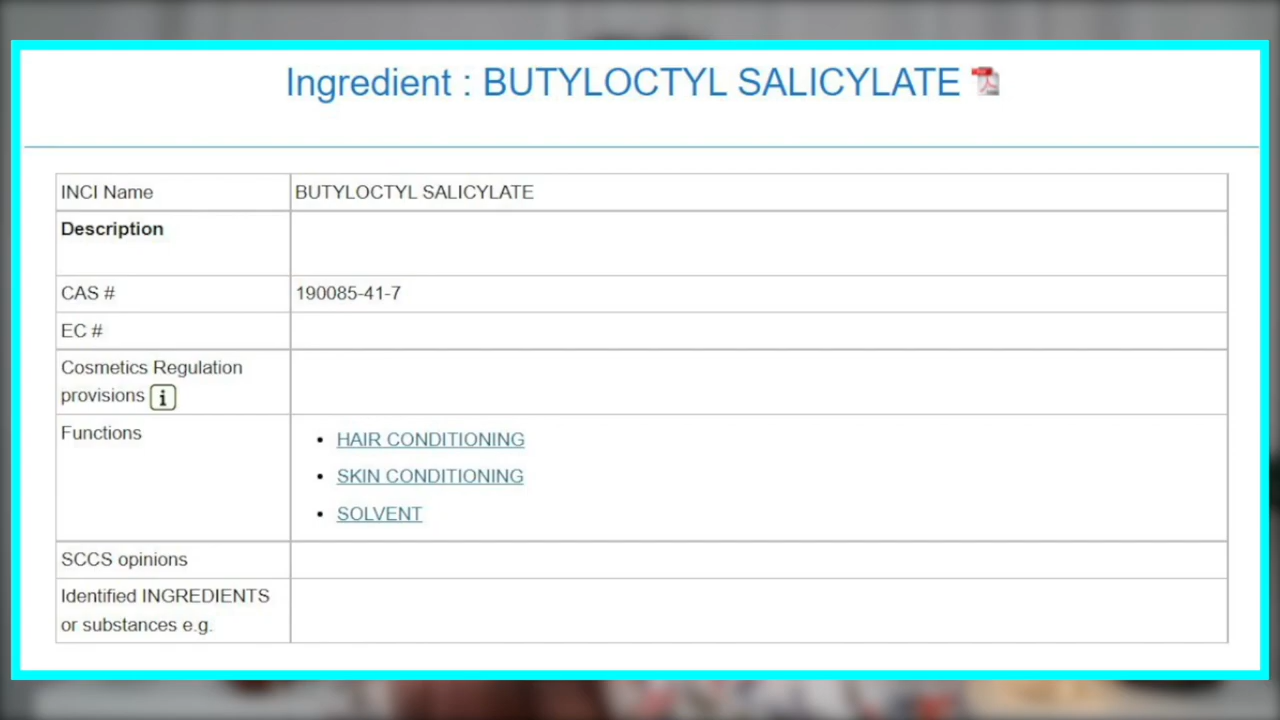 Ingredient : BUTYLOCTYL SALICYLATE
INCI Name BUTYLOCTYL SALICYLATE
Description
CAS # 190085-41-7
EC #
Cosmetics Regulation
provisions i
Functions
• HAIR CONDITIONING
• SKIN CONDITIONING
• SOLVENT
SCCS opinions
Identified INGREDIENTS
or substances e.g.